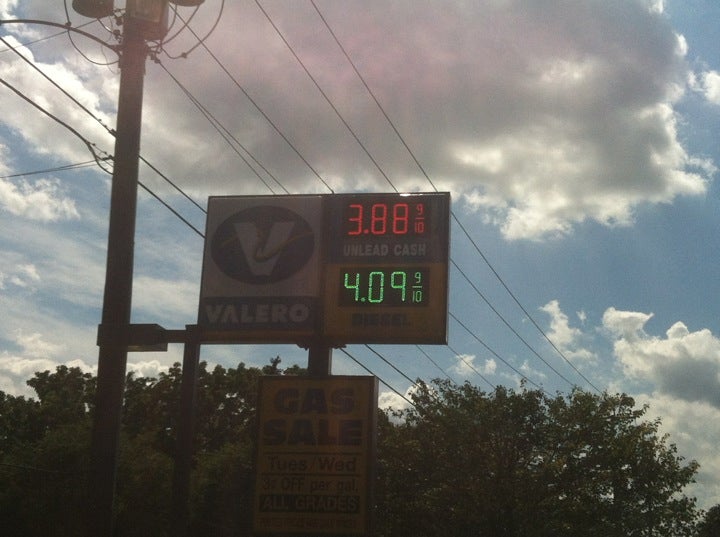 V
VALERO
3.88 9/10
UNLEAD CASH
4.09 9/10
DIESEL
GAS
SALE
Tues/Wed
3¢ OFF per gal.
ALL GRADES